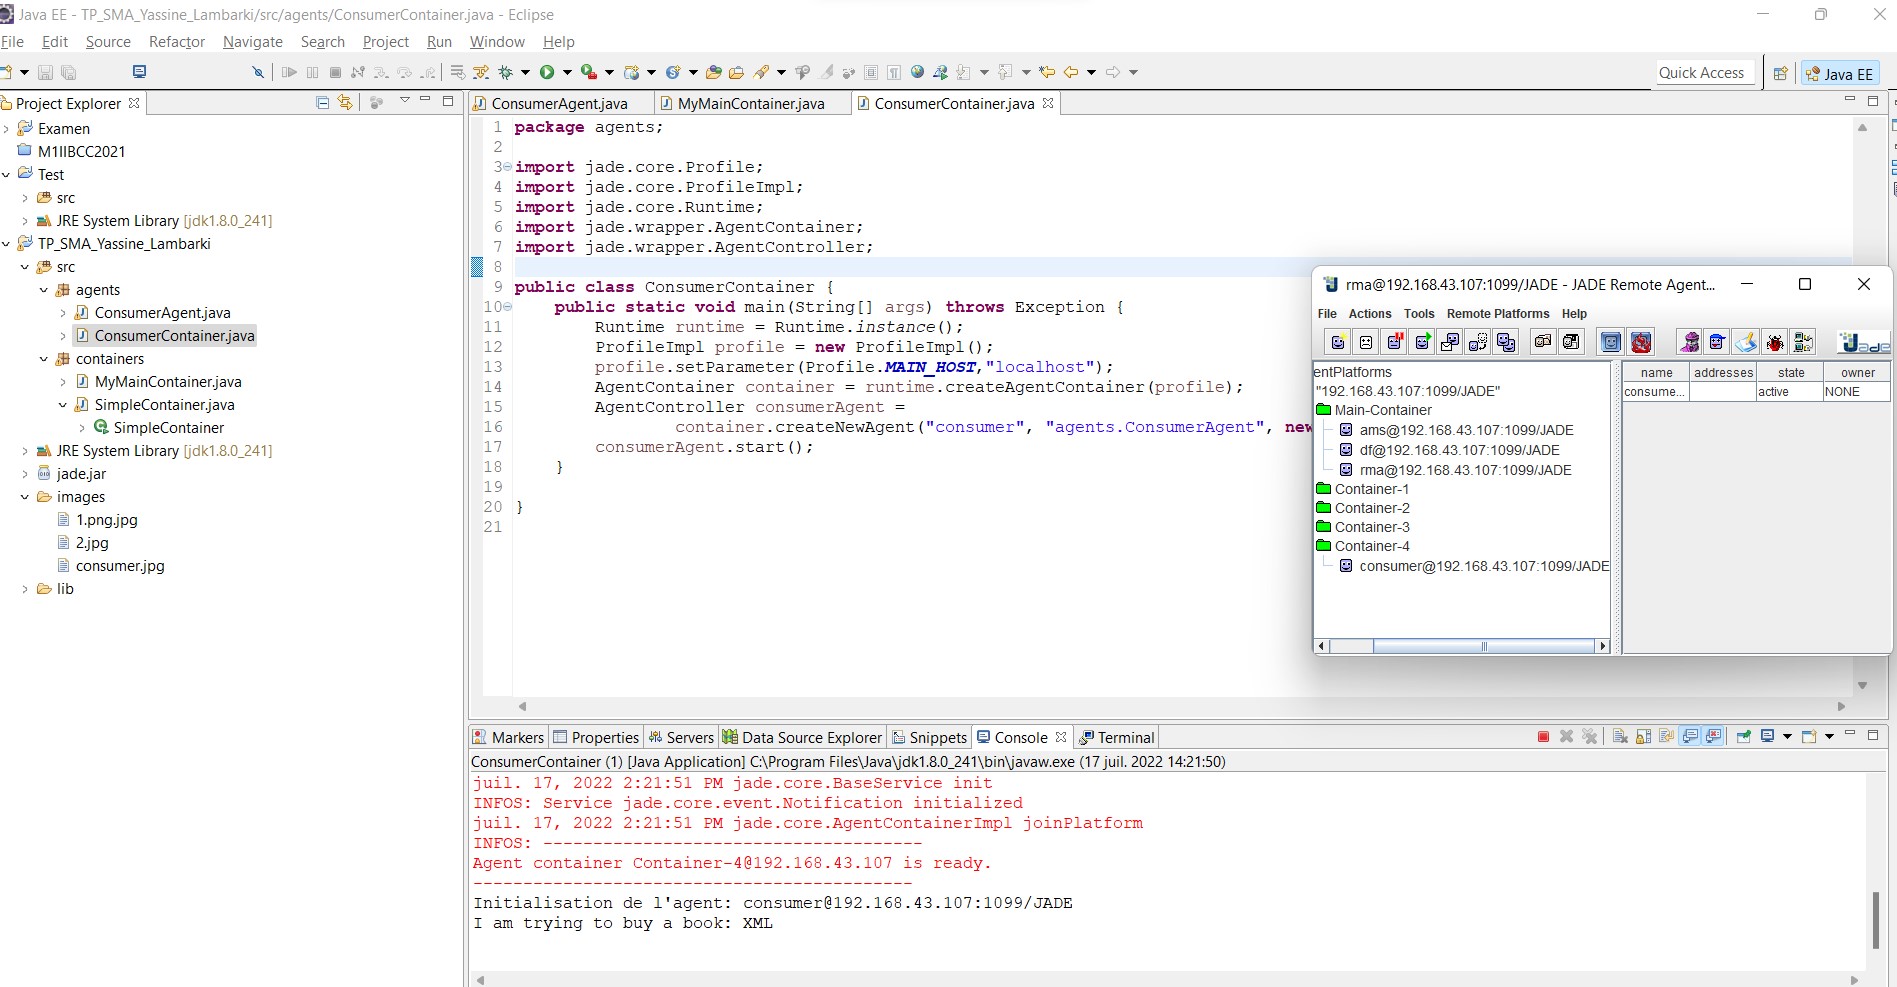 Java EE - TP_SMA_Yassine_Lambarki/src/agents/ConsumerContainer.java - Eclipse
File Edit Source Refactor Navigate Search Project Run Window Help
Quick Access
Java EE
Project Explorer
Examen
M1IIBCC2021
Test
src
JRE System Library [jdk1.8.0_241]
TP_SMA_Yassine_Lambarki
src
agents
ConsumerAgent.java
ConsumerContainer.java
containers
MyMainContainer.java
SimpleContainer.java
SimpleContainer
JRE System Library [jdk1.8.0_241]
jade.jar
images
1.png.jpg
2.jpg
consumer.jpg
lib
ConsumerAgent.java MyMainContainer.java ConsumerContainer.java
1 package agents;
2
3 import jade.core.Profile;
4 import jade.core.ProfileImpl;
5 import jade.core.Runtime;
6 import jade.wrapper.AgentContainer;
7 import jade.wrapper.AgentController;
8
9 public class ConsumerContainer {
10 public static void main(String[] args) throws Exception {
11 Runtime runtime = Runtime.instance();
12 ProfileImpl profile = new ProfileImpl();
13 profile.setParameter(Profile.MAIN_HOST,"localhost");
14 AgentContainer container = runtime.createAgentContainer(profile);
15 AgentController consumerAgent =
16 container.createNewAgent("consumer", "agents.ConsumerAgent", new
17 consumerAgent.start();
18 }
19
20 }
21
rma@192.168.43.107:1099/JADE - JADE Remote Agent...
File Actions Tools Remote Platforms Help
Jade
entPlatforms
"192.168.43.107:1099/JADE"
Main-Container
ams@192.168.43.107:1099/JADE
df@192.168.43.107:1099/JADE
rma@192.168.43.107:1099/JADE
Container-1
Container-2
Container-3
Container-4
consumer@192.168.43.107:1099/JADE
name addresses state owner
consume... active NONE
Markers Properties Servers Data Source Explorer Snippets Console Terminal
ConsumerContainer (1) [Java Application] C:\Program Files\Java\jdk1.8.0_241\bin\javaw.exe (17 juil. 2022 14:21:50)
juil. 17, 2022 2:21:51 PM jade.core.BaseService init
INFOS: Service jade.core.event.Notification initialized
juil. 17, 2022 2:21:51 PM jade.core.AgentContainerImpl joinPlatform
INFOS: --------------------------------------
Agent container Container-4@192.168.43.107 is ready.
--------------------------------------------
Initialisation de l'agent: consumer@192.168.43.107:1099/JADE
I am trying to buy a book: XML